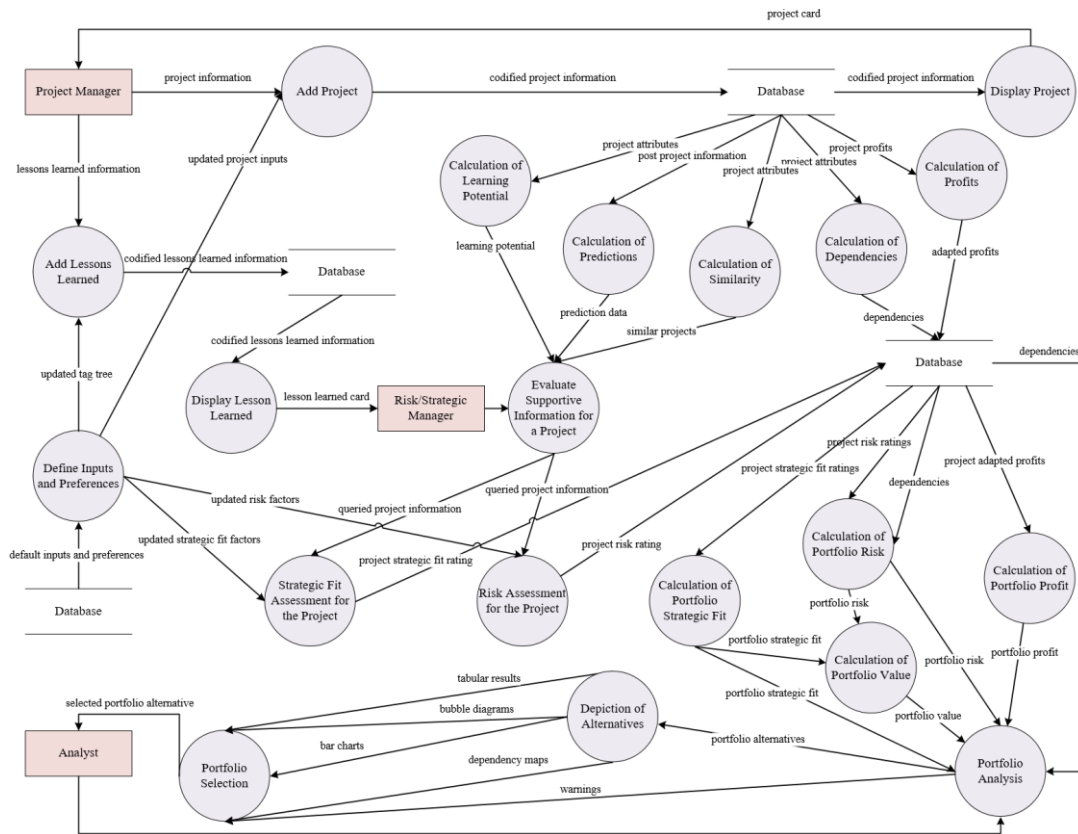 project card
Project Manager
project information
Add Project
codified project information
Database
codified project information
Display Project
lessons learned information
updated project inputs
Calculation of
Learning
Potential
project attributes
post project information
project attributes
project attributes
project profits
Calculation of
Profits
Add Lessons
Learned
codified lessons learned information
Database
learning potential
Calculation of
Predictions
Calculation of
Similarity
Calculation of
Dependencies
adapted profits
prediction data
similar projects
dependencies
codified lessons learned information
updated tag tree
Display Lesson
Learned
lesson learned card
Risk/Strategic
Manager
Evaluate
Supportive
Information for
a Project
Database
dependencies
Define Inputs
and Preferences
updated risk factors
updated strategic fit factors
queried project information
queried project information
project strategic fit ratings
project risk ratings
dependencies
project adapted profits
default inputs and preferences
Database
project strategic fit rating
project risk rating
Strategic Fit
Assessment for
the Project
Risk Assessment
for the Project
Calculation of
Portfolio
Strategic Fit
Calculation of
Portfolio Risk
Calculation of
Portfolio Profit
portfolio risk
portfolio strategic fit
Calculation of
Portfolio Value
portfolio risk
portfolio profit
portfolio strategic fit
portfolio value
selected portfolio alternative
Analyst
Portfolio
Selection
tabular results
bubble diagrams
bar charts
dependency maps
warnings
Depiction of
Alternatives
portfolio alternatives
Portfolio
Analysis